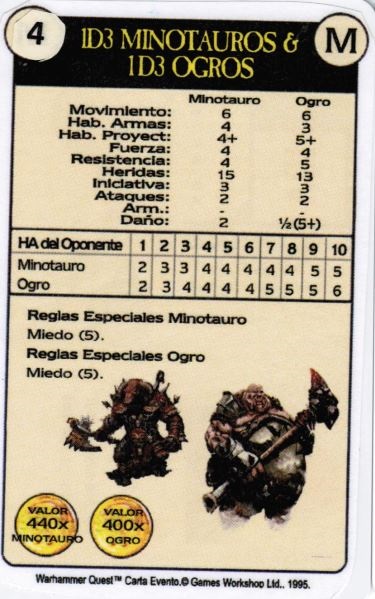 4
1D3 MINOTAUROS &
1D3 OGROS
M
Minotauro Ogro
Movimiento: 6 6
Hab. Armas: 4 3
Hab. Proyect: 4+ 5+
Fuerza: 4 4
Resistencia: 4 5
Heridas: 15 13
Iniciativa: 3 3
Ataques: 2 2
Arm.: - -
Daño: 2 ½(5+)
HA del Oponente 1 2 3 4 5 6 7 8 9 10
Minotauro 2 3 3 4 4 4 4 4 5 5
Ogro 2 3 4 4 4 4 5 5 5 6
Reglas Especiales Minotauro
Miedo (5).
Reglas Especiales Ogro
Miedo (5).
VALOR
440x
MINOTAURO
VALOR
400x
OGRO
Warhammer Quest™ Carta Evento.© Games Workshop Ltd.. 1995.